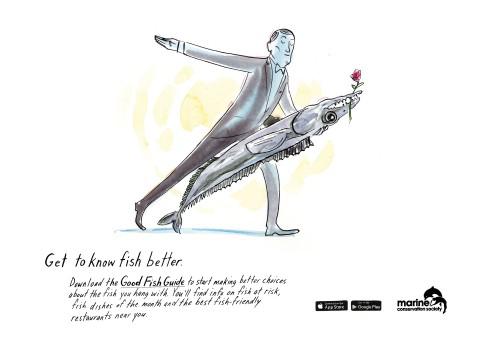 Get to know fish better.
Download the Good Fish Guide to start making better choices
about the fish you hang with. You'll find info on fish at risk,
fish dishes of the month and the best fish-friendly
restaurants near you.
App Store
Google Play
marine
conservation society